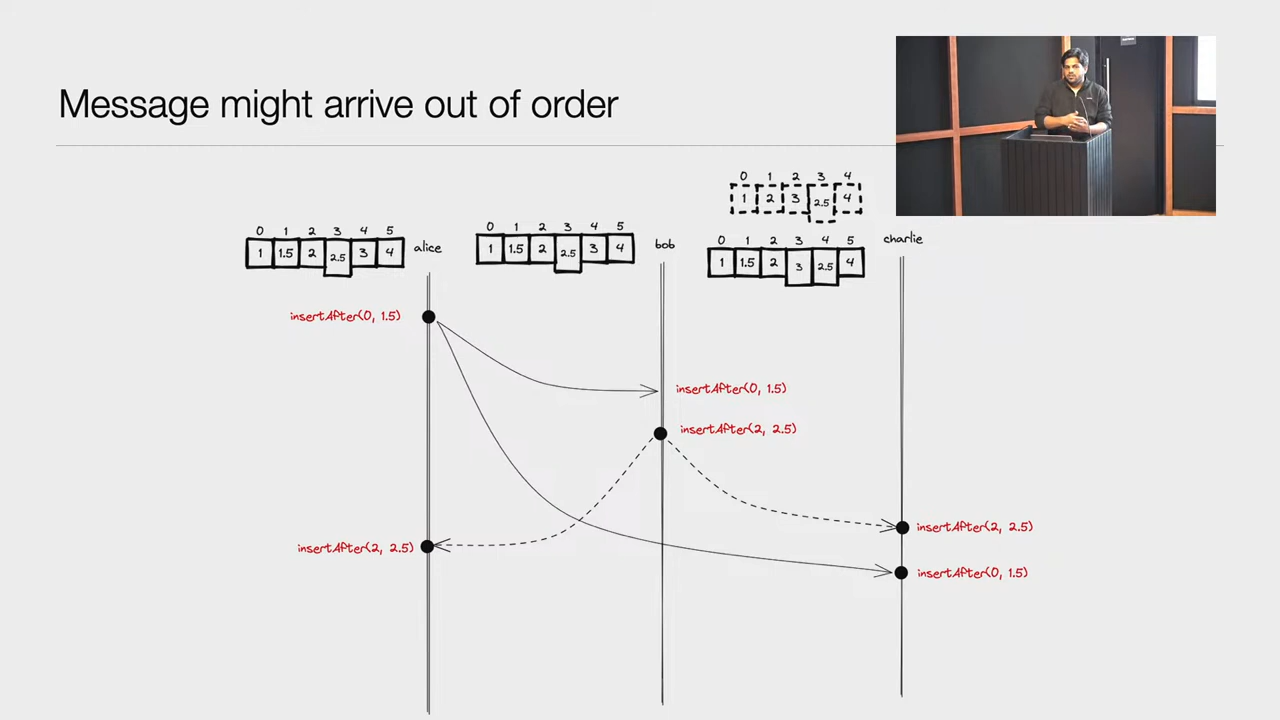 Message might arrive out of order
0 1 2 3 4
1 2 3 2.5 4
0 1 2 3 4 5
1 1.5 2 2.5 3 4
alice
0 1 2 3 4 5
1 1.5 2 2.5 3 4
bob
0 1 2 3 4 5
1 1.5 2 3 2.5 4
charlie
insertAfter(0, 1.5)
insertAfter(0, 1.5)
insertAfter(2, 2.5)
insertAfter(2, 2.5)
insertAfter(2, 2.5)
insertAfter(0, 1.5)